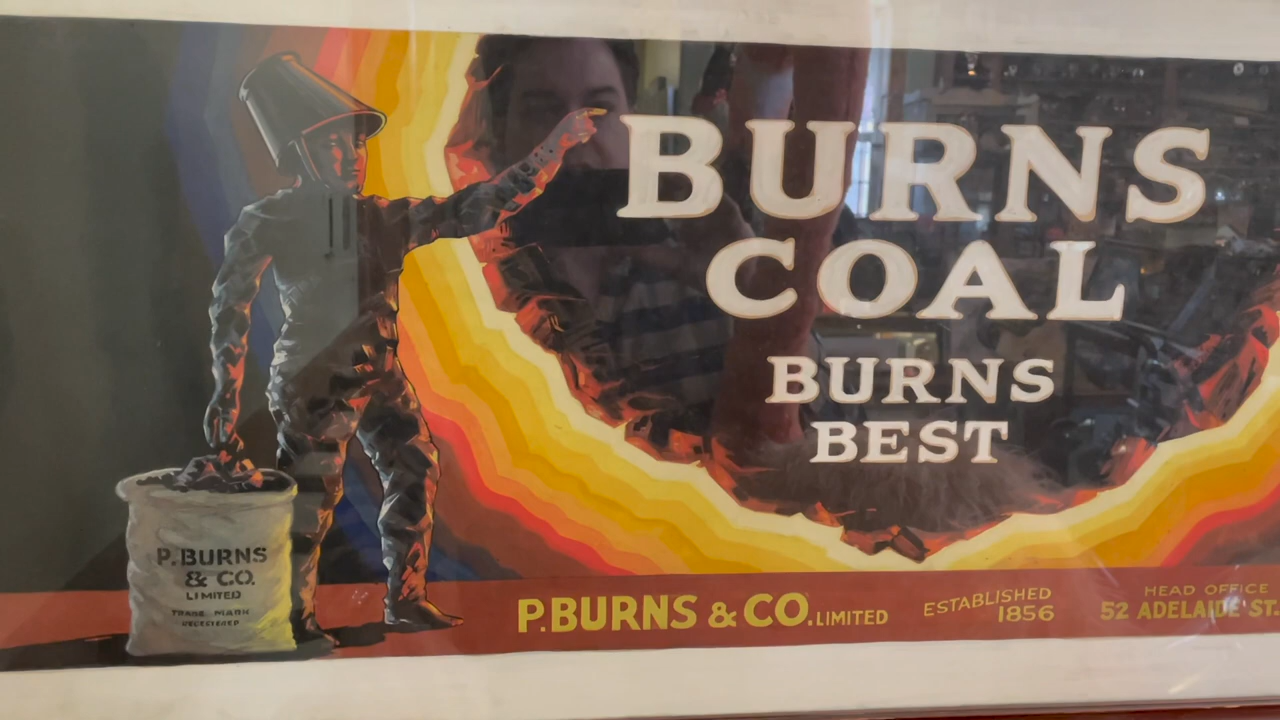 BURNS
COAL
BURNS
BEST
P. BURNS
& CO.
LIMITED
TRADE MARK
REGISTERED
P. BURNS & CO. LIMITED
ESTABLISHED
1856
HEAD OFFICE
52 ADELAIDE ST.